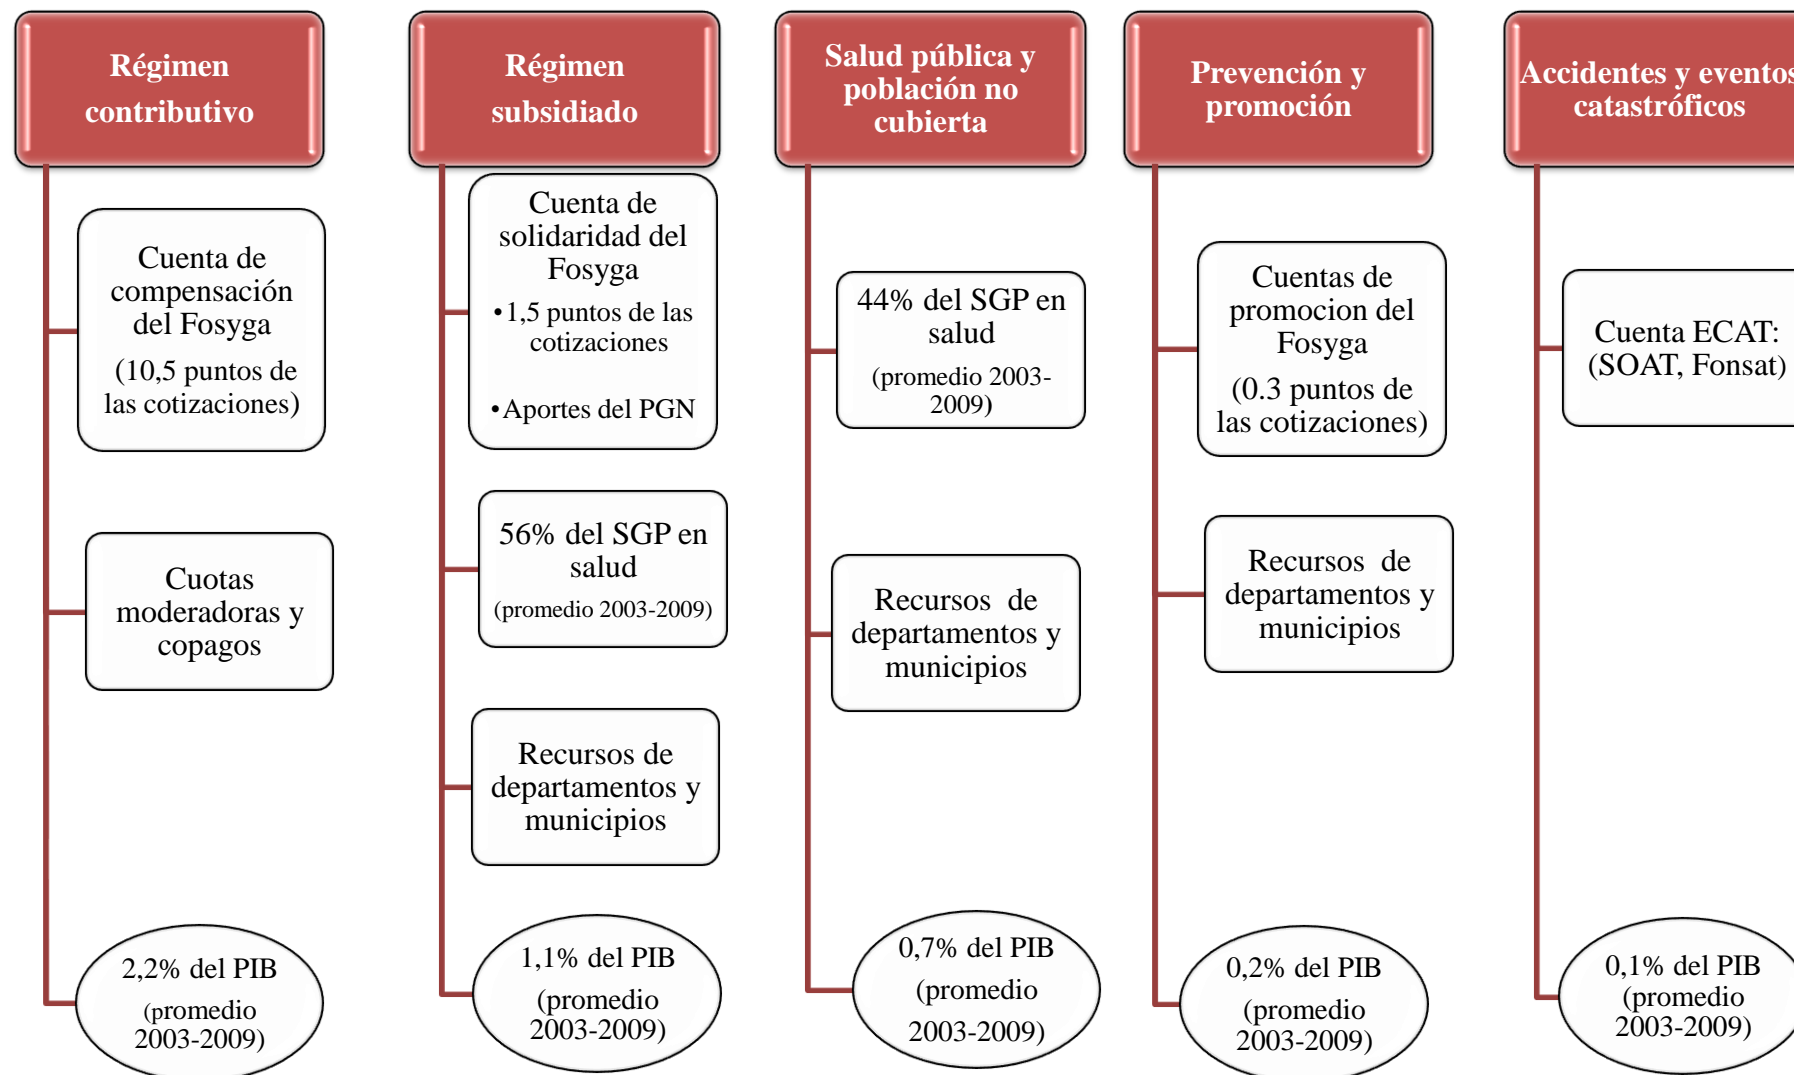 Régimen
contributivo
Cuenta de
compensación
del Fosyga
(10,5 puntos de
las cotizaciones)
Cuotas
moderadoras y
copagos
2,2% del PIB
(promedio
2003-2009)
Régimen
subsidiado
Cuenta de
solidaridad del
Fosyga
•1,5 puntos de las
cotizaciones
•Aportes del PGN
56% del SGP en
salud
(promedio 2003-2009)
Recursos de
departamentos y
municipios
1,1% del PIB
(promedio
2003-2009)
Salud pública y
población no
cubierta
44% del SGP en
salud
(promedio 2003-
2009)
Recursos de
departamentos y
municipios
0,7% del PIB
(promedio
2003-2009)
Prevención y
promoción
Cuentas de
promocion del
Fosyga
(0.3 puntos de
las cotizaciones)
Recursos de
departamentos y
municipios
0,2% del PIB
(promedio
2003-2009)
Accidentes y eventos
catastróficos
Cuenta ECAT:
(SOAT, Fonsat)
0,1% del PIB
(promedio
2003-2009)